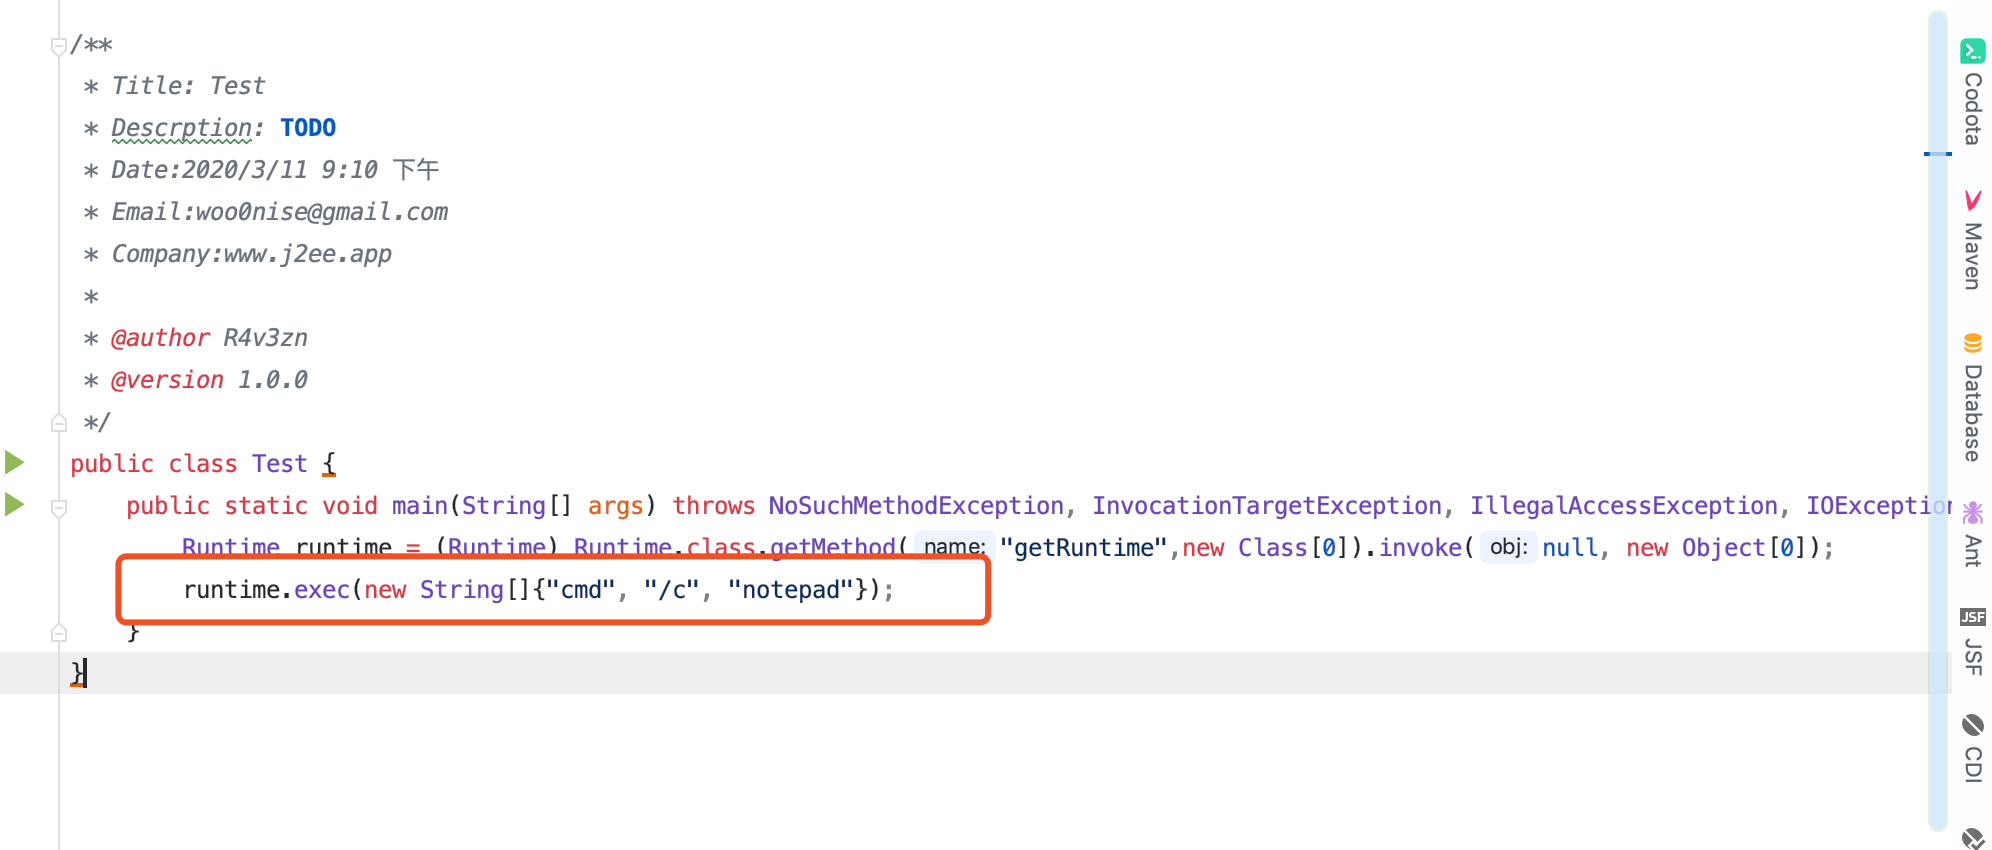 /**
* Title: Test
* Descrption: TODO
* Date:2020/3/11 9:10 下午
* Email:woo0nise@gmail.com
* Company:www.j2ee.app
*
* @author R4v3zn
* @version 1.0.0
*/
public class Test {
public static void main(String[] args) throws NoSuchMethodException, InvocationTargetException, IllegalAccessException, IOException
Runtime runtime = (Runtime) Runtime.class.getMethod( name: "getRuntime",new Class[0]).invoke( obj: null, new Object[0]);
runtime.exec(new String[]{"cmd", "/c", "notepad"});
}
}
Codota
Maven
Database
Ant
JSF
JSF
CDI